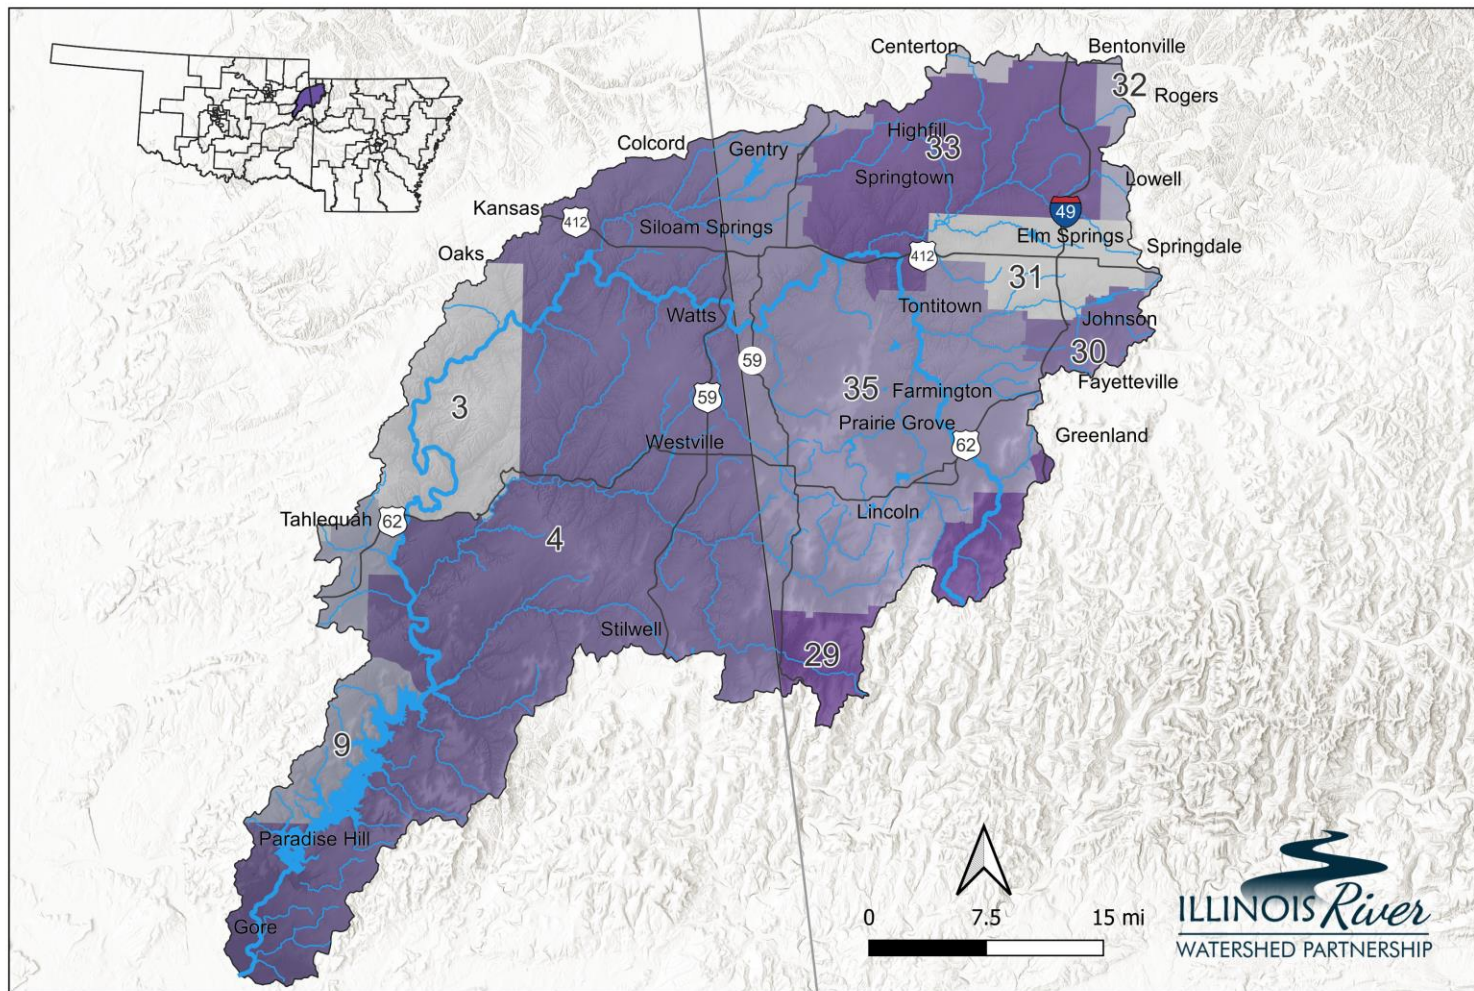 Centerton
Bentonville
32
Rogers
Highfill
33
Colcord
Gentry
Springtown
Lowell
Kansas
412
Siloam Springs
49
Elm Springs
Springdale
Oaks
412
31
Watts
Tontitown
Johnson
30
59
Fayetteville
59
35
Farmington
3
Prairie Grove
Westville
62
Greenland
Tahlequah
62
Lincoln
4
Stilwell
29
9
Paradise Hill
Gore
0 7.5 15 mi
ILLINOIS River
WATERSHED PARTNERSHIP